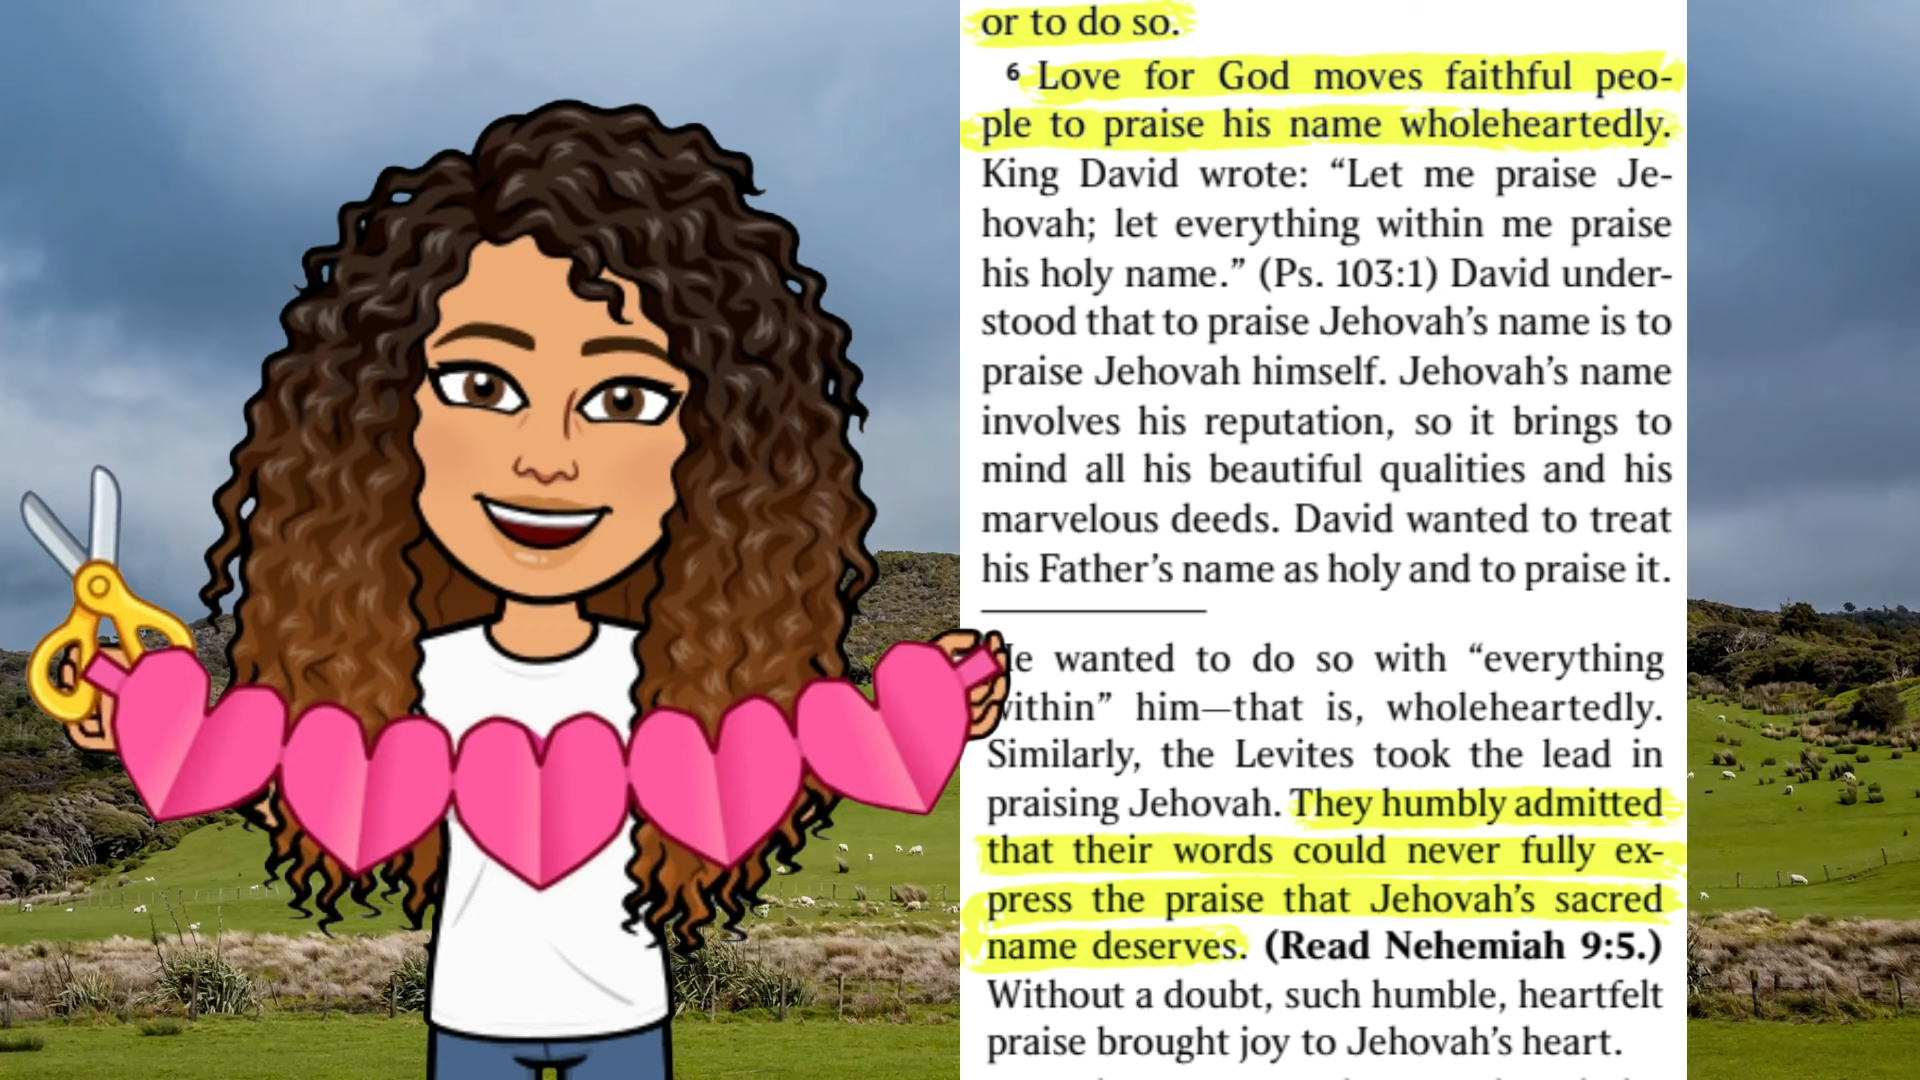 or to do so.
6 Love for God moves faithful peo-
ple to praise his name wholeheartedly.
King David wrote: “Let me praise Je-
hovah; let everything within me praise
his holy name.” (Ps. 103:1) David under-
stood that to praise Jehovah’s name is to
praise Jehovah himself. Jehovah’s name
involves his reputation, so it brings to
mind all his beautiful qualities and his
marvelous deeds. David wanted to treat
his Father’s name as holy and to praise it.
He wanted to do so with “everything
within” him—that is, wholeheartedly.
Similarly, the Levites took the lead in
praising Jehovah. They humbly admitted
that their words could never fully ex-
press the praise that Jehovah’s sacred
name deserves. (Read Nehemiah 9:5.)
Without a doubt, such humble, heartfelt
praise brought joy to Jehovah’s heart.